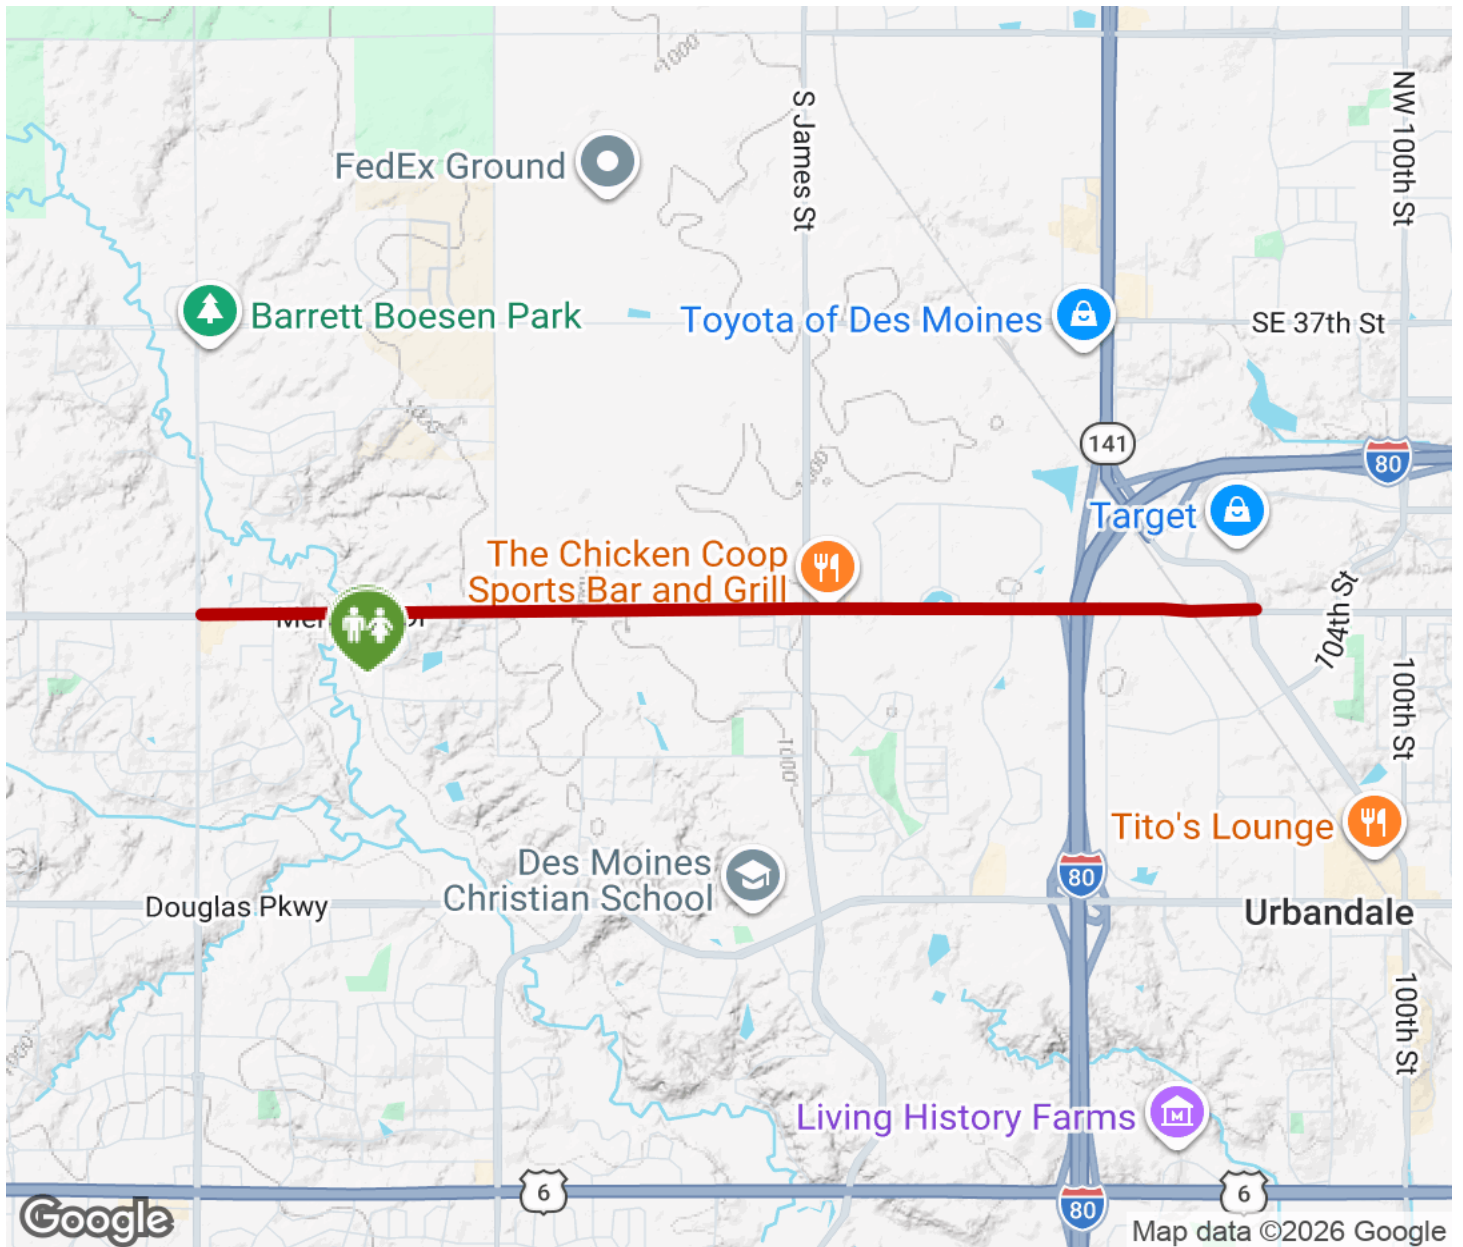 1000'
S James St
NW 100th St
FedEx Ground
Barrett Boesen Park
Toyota of Des Moines
SE 37th St
141
80
Target
The Chicken Coop
Sports Bar and Grill
104th St
100th St
1000'
Tito's Lounge
Des Moines
Christian School
80
Douglas Pkwy
Urbandale
100th St
Living History Farms
6
6
80
Google
Map data ©2026 Google